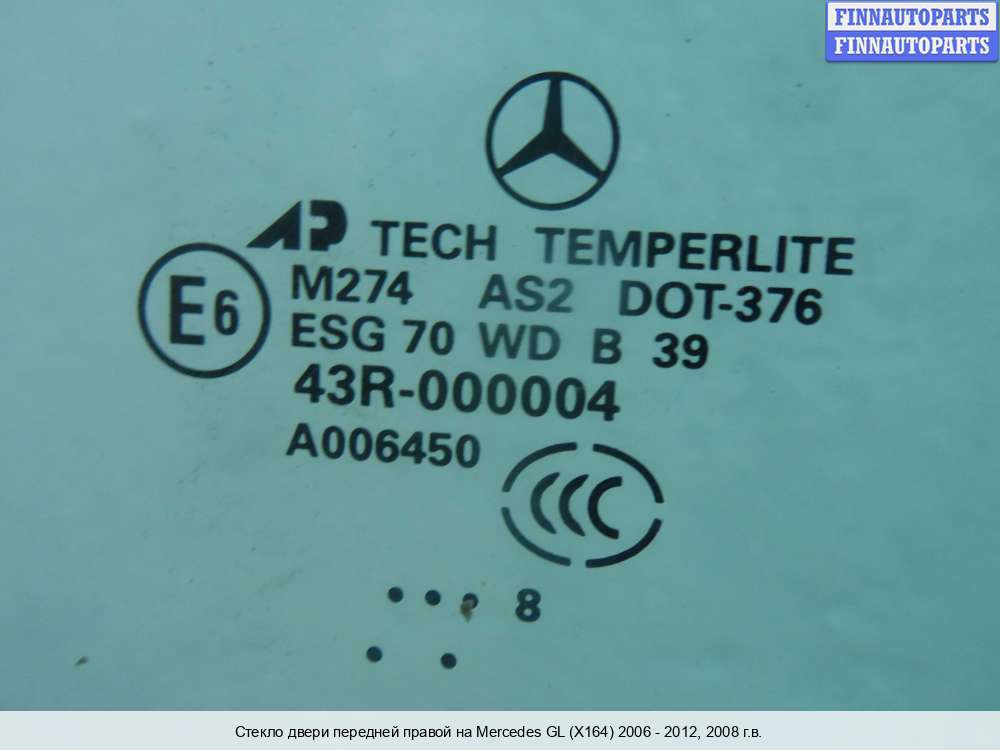 FINNAUTOPARTS
FINNAUTOPARTS
AP TECH TEMPERLITE
E6
M274 AS2 DOT-376
ESG 70 WD B 39
43R-000004
A006450
CCC
8
Стекло двери передней правой на Mercedes GL (X164) 2006 - 2012, 2008 г.в.